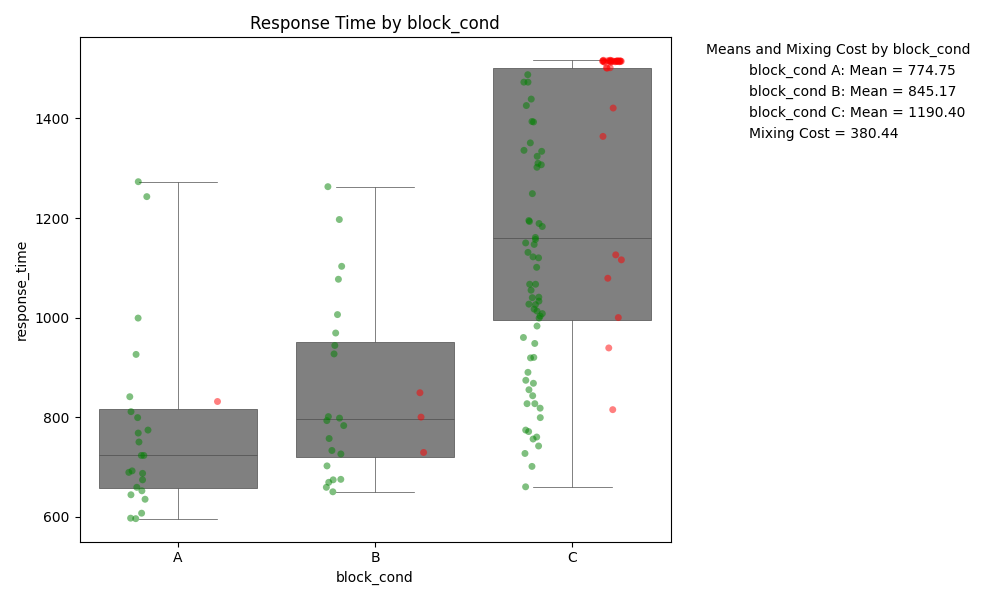 Response Time by block_cond
Means and Mixing Cost by block_cond
block_cond A: Mean = 774.75
block_cond B: Mean = 845.17
block_cond C: Mean = 1190.40
Mixing Cost = 380.44
response_time
1400
1200
1000
800
600
A
B
C
block_cond